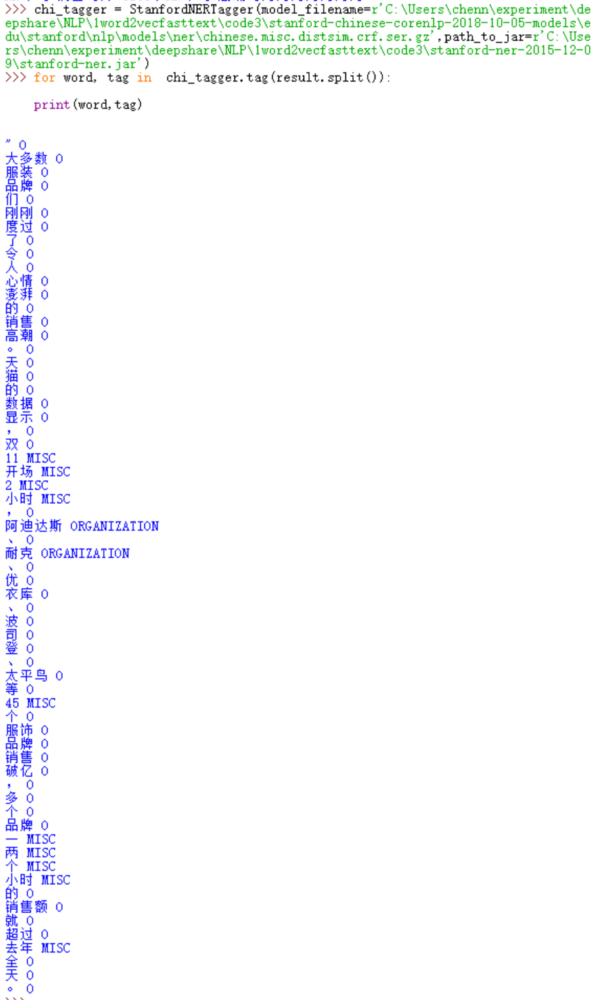 >>> chi_tagger = StanfordNERTagger(model_filename=r'C:\Users\chenn\experiment\de
epshare\NLP\1word2vecfasttext\code3\stanford-chinese-corenlp-2018-10-05-models\e
du\stanford\nlp\models\ner\chinese.misc.distsim.crf.ser.gz',path_to_jar=r'C:\Use
rs\chenn\experiment\deepshare\NLP\1word2vecfasttext\code3\stanford-ner-2015-12-0
9\stanford-ner.jar')
>>> for word, tag in  chi_tagger.tag(result.split()):
    print(word,tag)
" O
大多数 O
服装 O
品牌 O
们 O
刚刚 O
度过 O
了 O
令 O
人 O
心情 O
澎湃 O
的 O
销售 O
高潮 O
。 O
天 O
猫 O
的 O
数据 O
显示 O
， O
双 O
11 MISC
开场 MISC
2 MISC
小时 MISC
， O
阿迪达斯 ORGANIZATION
、 O
耐克 ORGANIZATION
、 O
优 O
衣库 O
、 O
波 O
司 O
登 O
、 O
太平鸟 O
等 O
45 MISC
个 O
服饰 O
品牌 O
销售 O
破亿 O
， O
多 O
个 O
品牌 O
一 MISC
两 MISC
个 MISC
小时 MISC
的 O
销售额 O
就 O
超过 O
去年 MISC
全 O
天 O
。 O
>>>